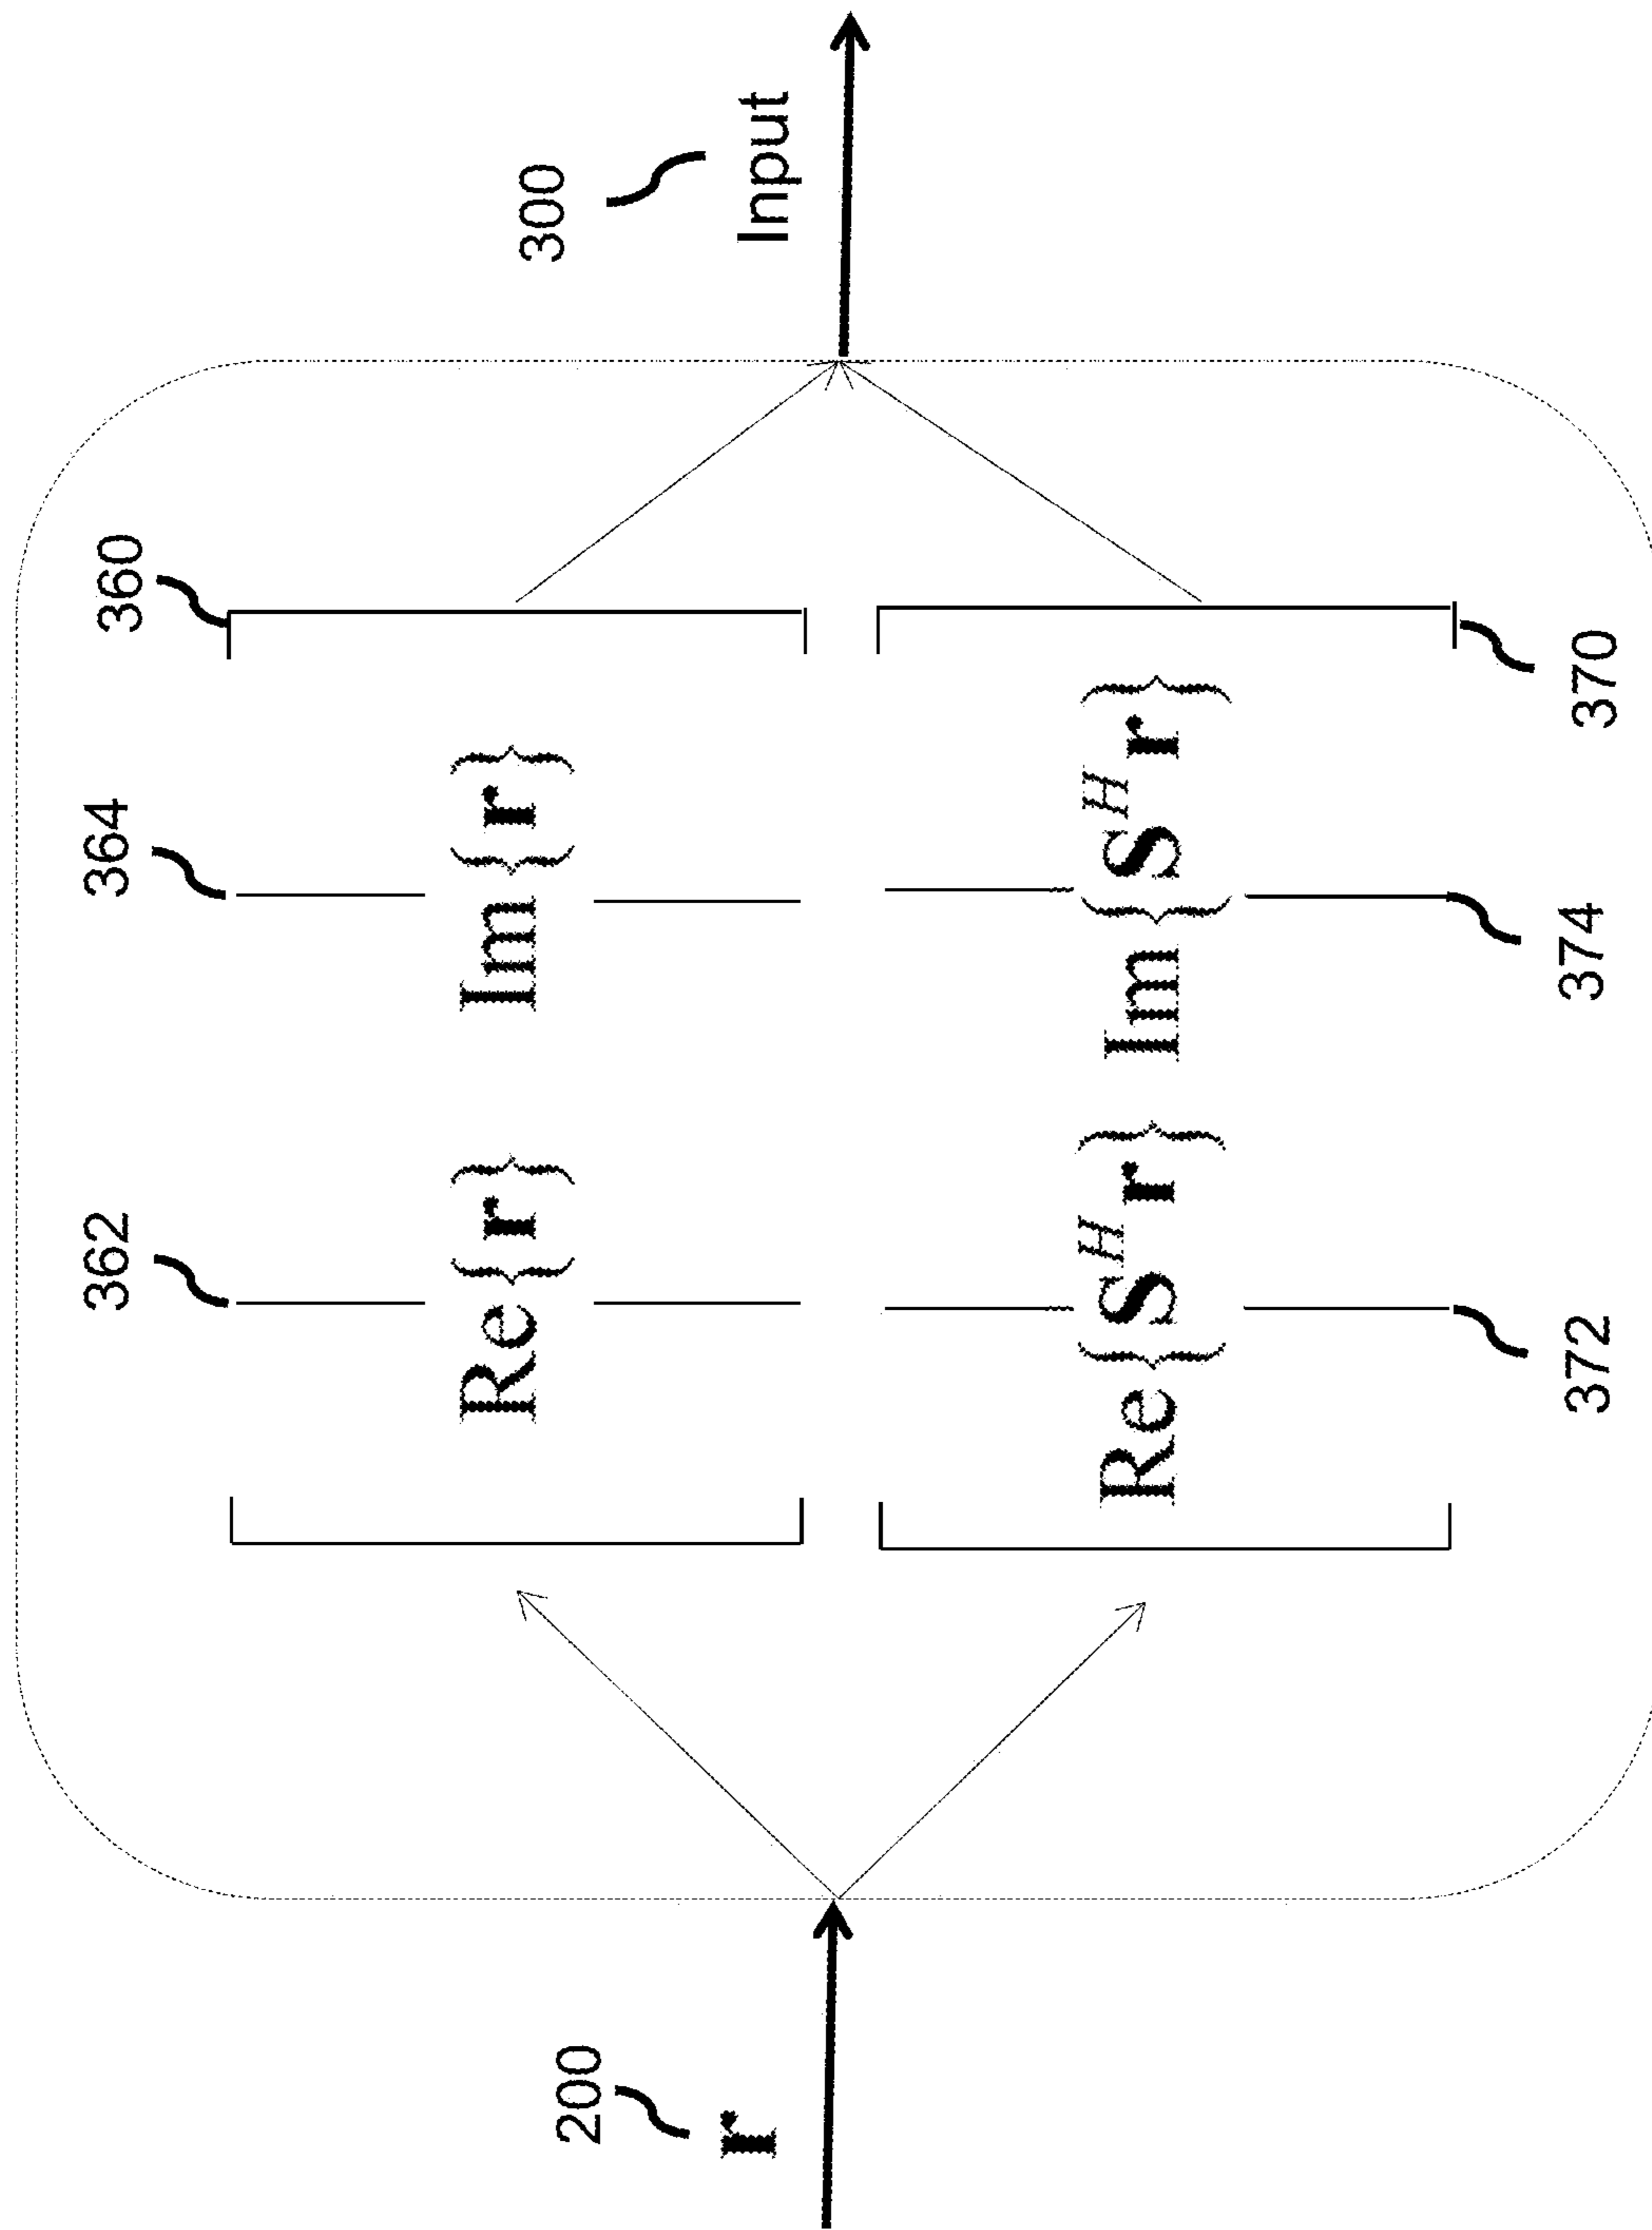 360
364
362
Re{r} Im{r}
300
Input
200
r
Re{S^H r} Im{S^H r}
372
374
370